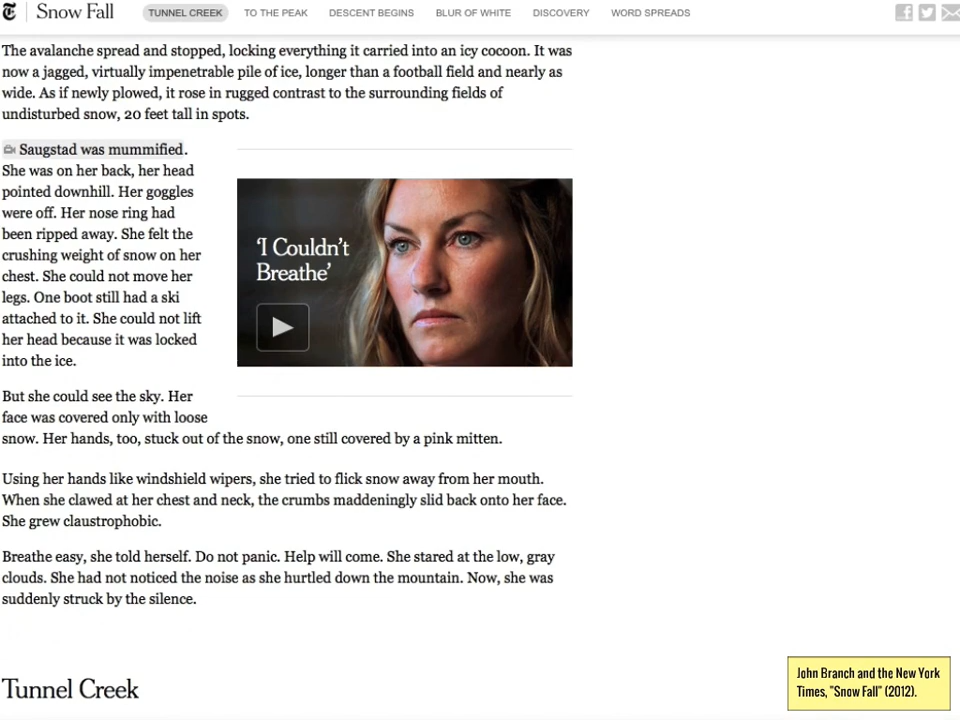 T Snow Fall TUNNEL CREEK TO THE PEAK DESCENT BEGINS BLUR OF WHITE DISCOVERY WORD SPREADS
The avalanche spread and stopped, locking everything it carried into an icy cocoon. It was
now a jagged, virtually impenetrable pile of ice, longer than a football field and nearly as
wide. As if newly plowed, it rose in rugged contrast to the surrounding fields of
undisturbed snow, 20 feet tall in spots.
Saugstad was mummified.
She was on her back, her head
pointed downhill. Her goggles
were off. Her nose ring had
been ripped away. She felt the
crushing weight of snow on her
chest. She could not move her
legs. One boot still had a ski
attached to it. She could not lift
her head because it was locked
into the ice.
‘I Couldn’t
Breathe’
But she could see the sky. Her
face was covered only with loose
snow. Her hands, too, stuck out of the snow, one still covered by a pink mitten.
Using her hands like windshield wipers, she tried to flick snow away from her mouth.
When she clawed at her chest and neck, the crumbs maddeningly slid back onto her face.
She grew claustrophobic.
Breathe easy, she told herself. Do not panic. Help will come. She stared at the low, gray
clouds. She had not noticed the noise as she hurtled down the mountain. Now, she was
suddenly struck by the silence.
Tunnel Creek
John Branch and the New York
Times, "Snow Fall" (2012).